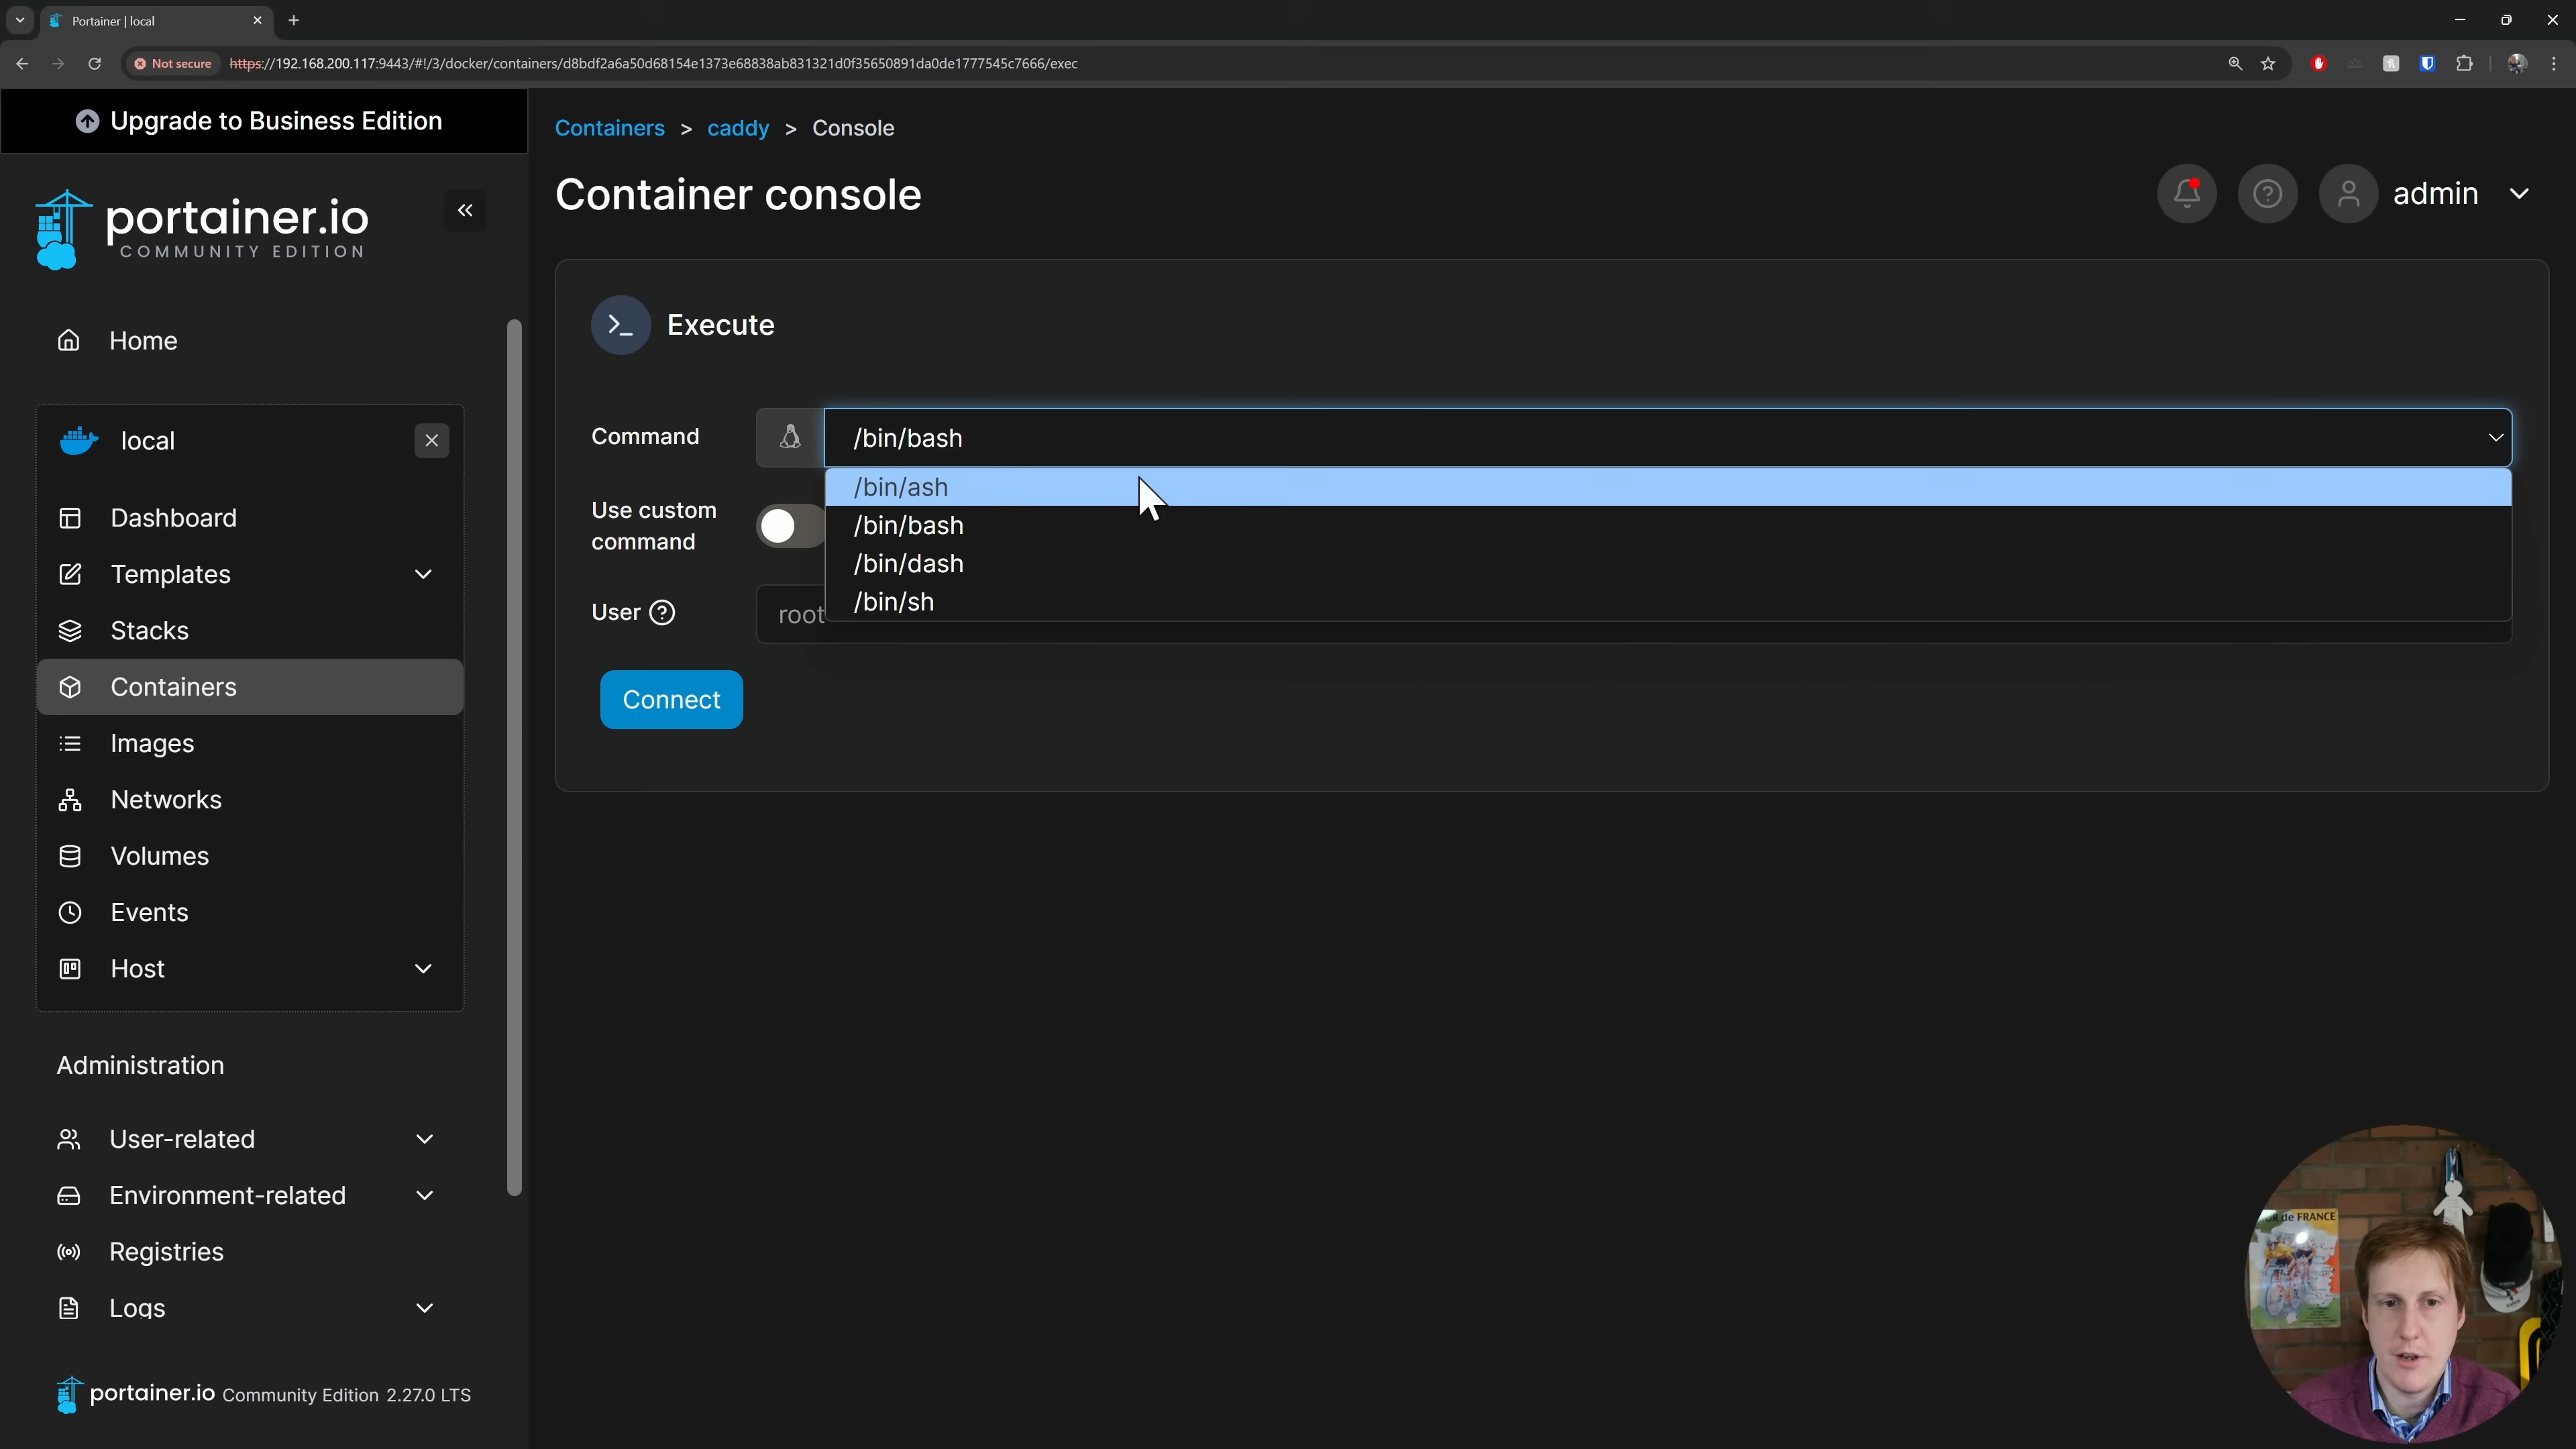 Portainer | local
Not secure
https://192.168.200.117:9443/#!/3/docker/containers/d8bdf2a6a50d68154e1373e68838ab831321d0f35650891da0de1777545c7666/exec
Upgrade to Business Edition
portainer.io
COMMUNITY EDITION
Home
local
Dashboard
Templates
Stacks
Containers
Images
Networks
Volumes
Events
Host
Administration
User-related
Environment-related
Registries
Logs
portainer.io Community Edition 2.27.0 LTS
Containers > caddy > Console
Container console
admin
Execute
Command
/bin/bash
/bin/ash
/bin/bash
/bin/dash
/bin/sh
Use custom
command
User
root
Connect
de FRANCE